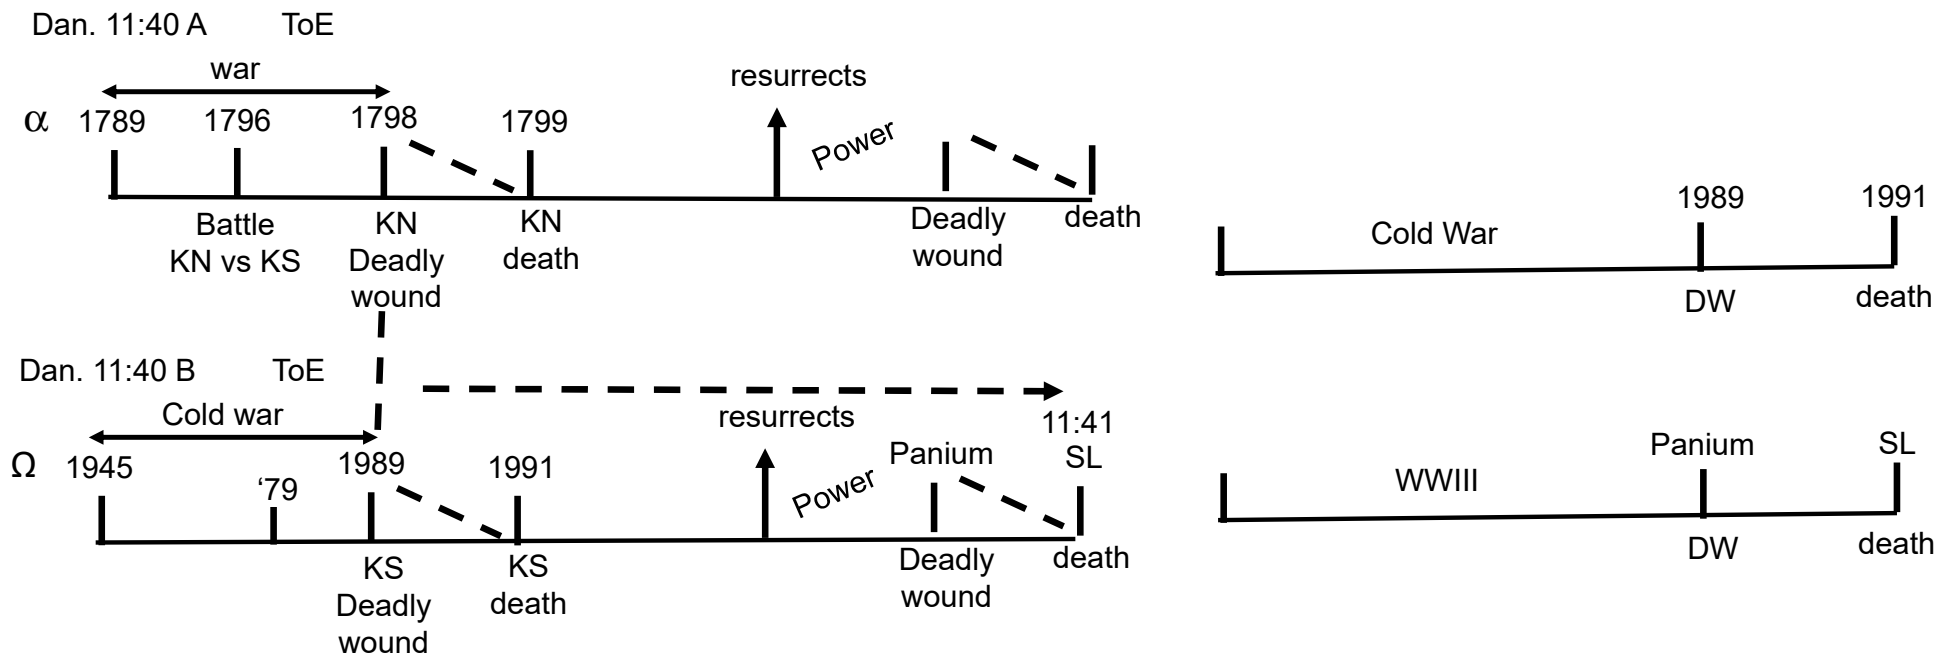 Dan. 11:40 A ToE
war
resurrects
Power
α 1789 1796 1798 1799
Battle
KN vs KS
KN
Deadly
wound
KN
death
Deadly
wound
death
1989 1991
Cold War
DW death
Dan. 11:40 B ToE
Cold war
resurrects
11:41
SL
Panium
Power
Ω 1945 ‘79 1989 1991
KS
Deadly
wound
KS
death
Deadly
wound
death
Panium SL
WWIII
DW death